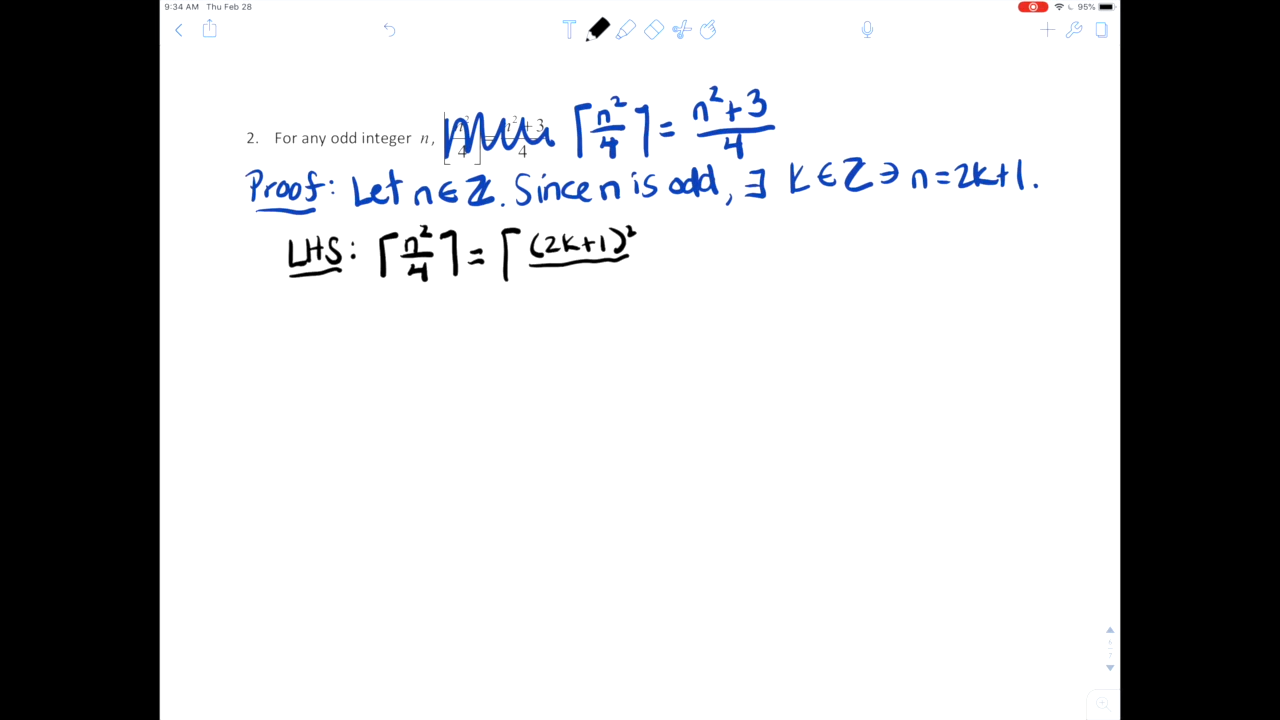 9:34 AM Thu Feb 28 95%
T
2. For any odd integer n, ⌈n²/4⌉ = (n²+3)/4
Proof: Let n ∈ ℤ. Since n is odd, ∃ k ∈ ℤ ∋ n = 2k+1.
LHS: ⌈n²/4⌉ = ⌈(2k+1)²